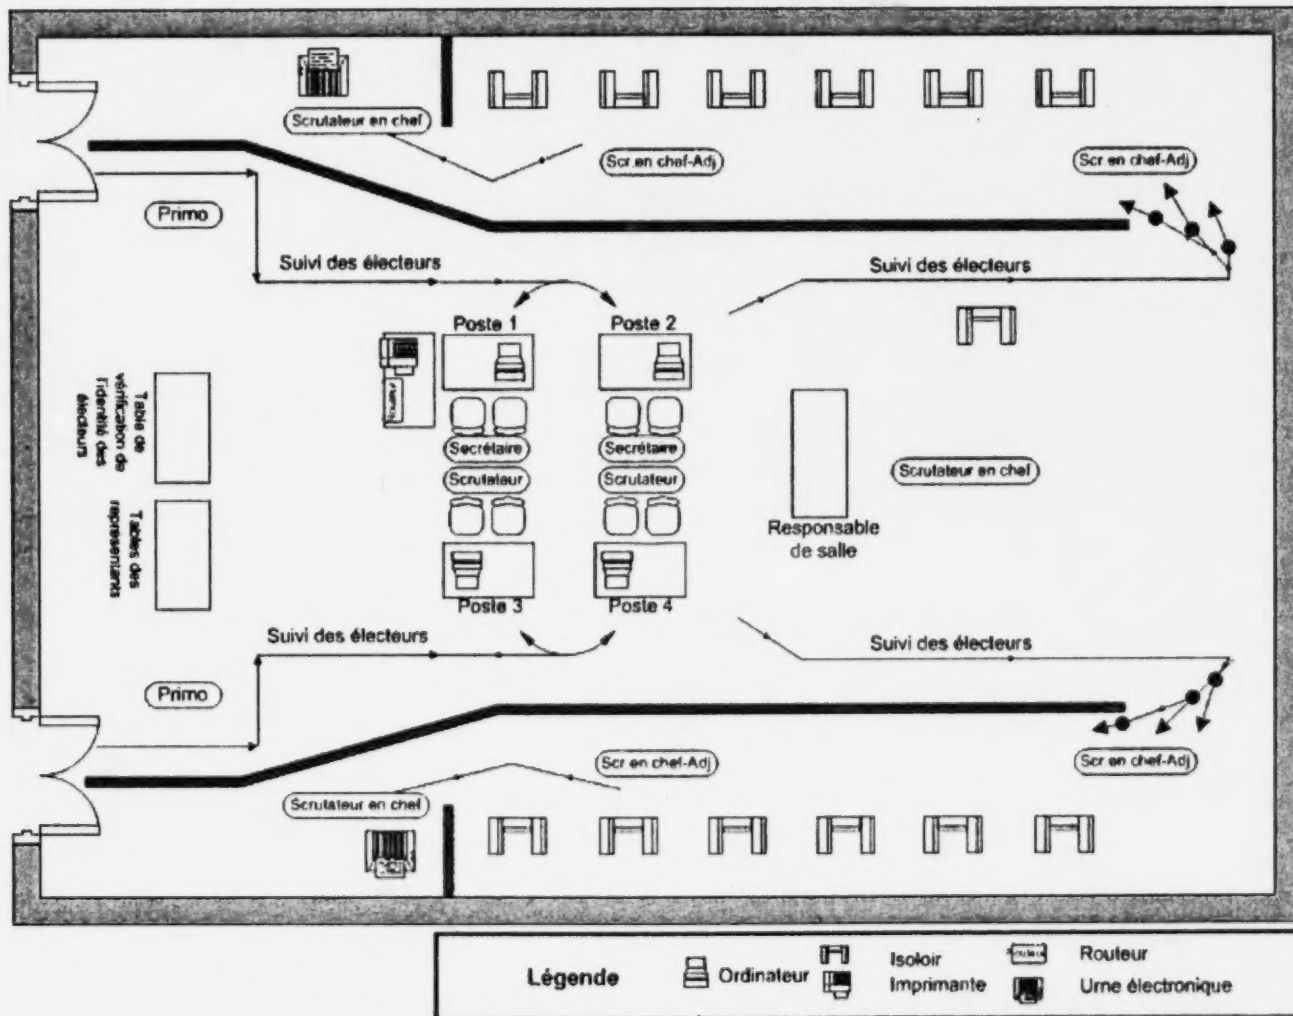 Scrutateur en chef
Scr.en chef-Adj
Scr en chef-Adj
Primo
Suivi des électeurs
Suivi des électeurs
Poste 1
Poste 2
Routeur
Table de
vérification de
l'identité des
électeurs
Secrétaire
Secrétaire
Scrutateur
Scrutateur
Scrutateur en chef
Tables des
représentants
Responsable
de salle
Poste 3
Poste 4
Suivi des électeurs
Suivi des électeurs
Primo
Scr en chef-Adj
Scr en chef-Adj
Scrutateur en chef
Légende
Ordinateur
Isoloir
Imprimante
Routeur
Routeur
Urne électronique